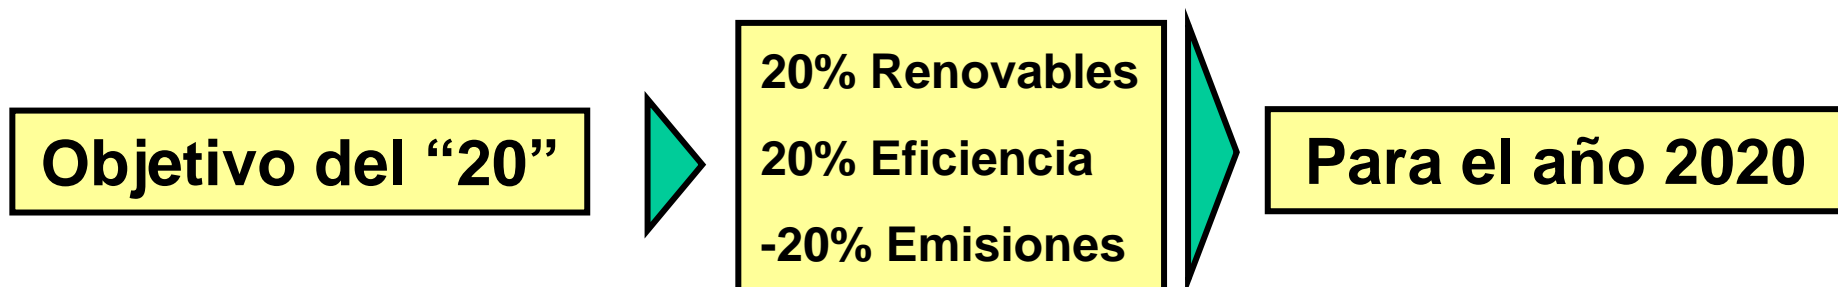 Objetivo del “20”
20% Renovables
20% Eficiencia
-20% Emisiones
Para el año 2020